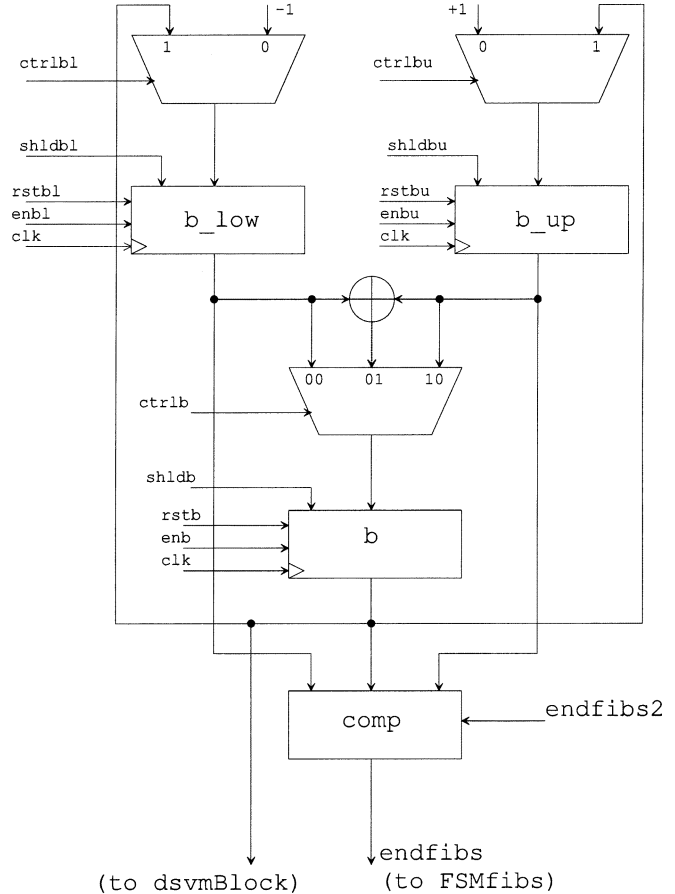 -1
+1
1 0
0 1
ctrlbl
ctrlbu
shldbl
shldbu
rstbl
enbl
clk
b_low
rstbu
enbu
clk
b_up
00 01 10
ctrlb
shldb
rstb
enb
clk
b
comp
endfibs2
endfibs
(to dsvmBlock)
(to FSMfibs)